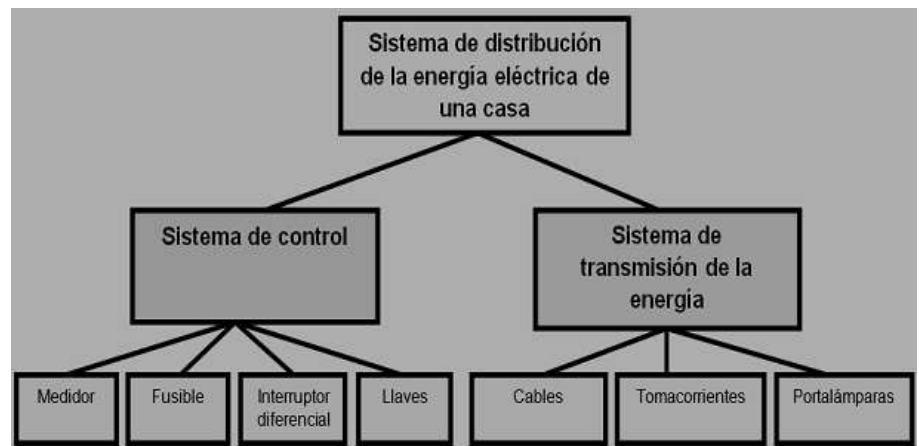 Sistema de distribución
de la energía eléctrica de
una casa
Sistema de control
Sistema de
transmisión de la
energía
Medidor
Fusible
Interruptor
diferencial
Llaves
Cables
Tomacorrientes
Portalámparas